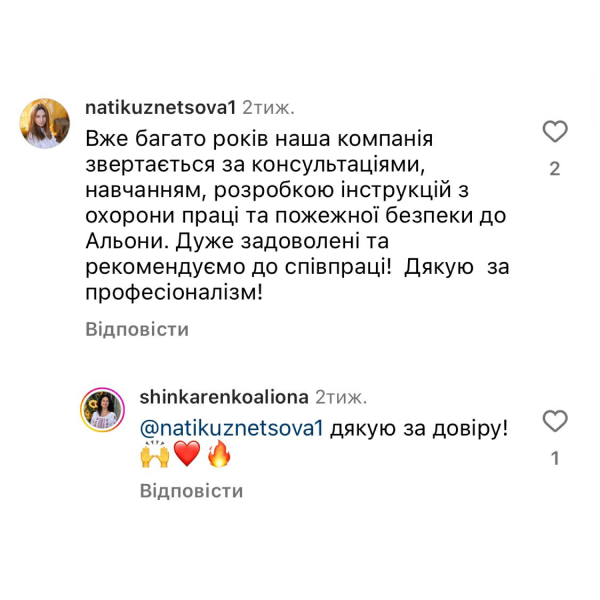 natikuznetsova1 2тиж.
Вже багато років наша компанія
звертається за консультаціями,
навчанням, розробкою інструкцій з
охорони праці та пожежної безпеки до
Альони. Дуже задоволені та
рекомендуємо до співпраці!  Дякую  за
професіоналізм!
2
Відповісти
shinkarenkoaliona 2тиж.
@natikuznetsova1 дякую за довіру!
🙌❤️🔥
1
Відповісти